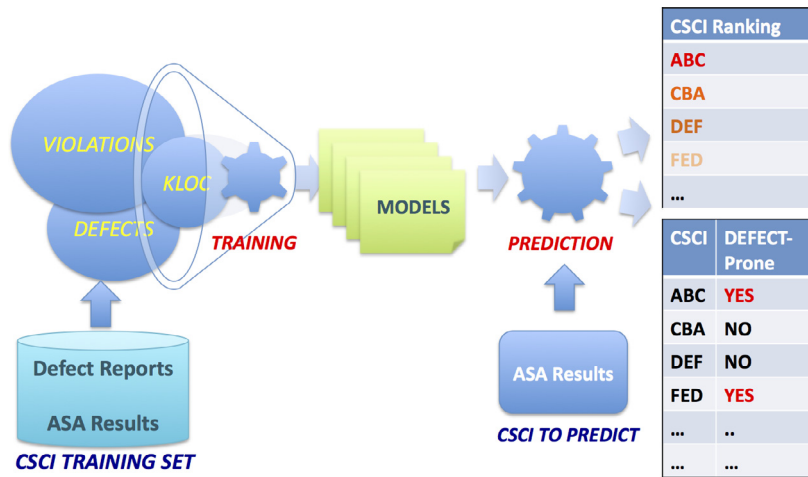 VIOLATIONS
KLOC
DEFECTS
TRAINING
Defect Reports
ASA Results
CSCI TRAINING SET
MODELS
PREDICTION
ASA Results
CSCI TO PREDICT
CSCI Ranking
ABC
CBA
DEF
FED
...
CSCI DEFECT-
Prone
ABC YES
CBA NO
DEF NO
FED YES
... ..
... ...